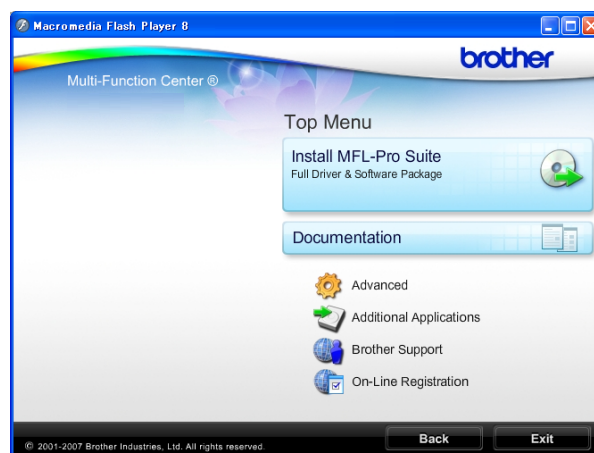 Macromedia Flash Player 8
brother
Multi-Function Center ®
Top Menu
Install MFL-Pro Suite
Full Driver & Software Package
Documentation
Advanced
Additional Applications
Brother Support
On-Line Registration
© 2001-2007 Brother Industries, Ltd. All rights reserved.
Back
Exit